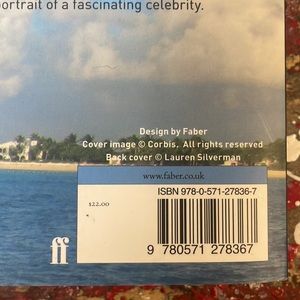 portrait of a fascinating celebrity.
Design by Faber
Cover image © Corbis. All rights reserved
Back cover © Lauren Silverman
www.faber.co.uk
ISBN 978-0-571-27836-7
£22.00
ff
9 780571 278367